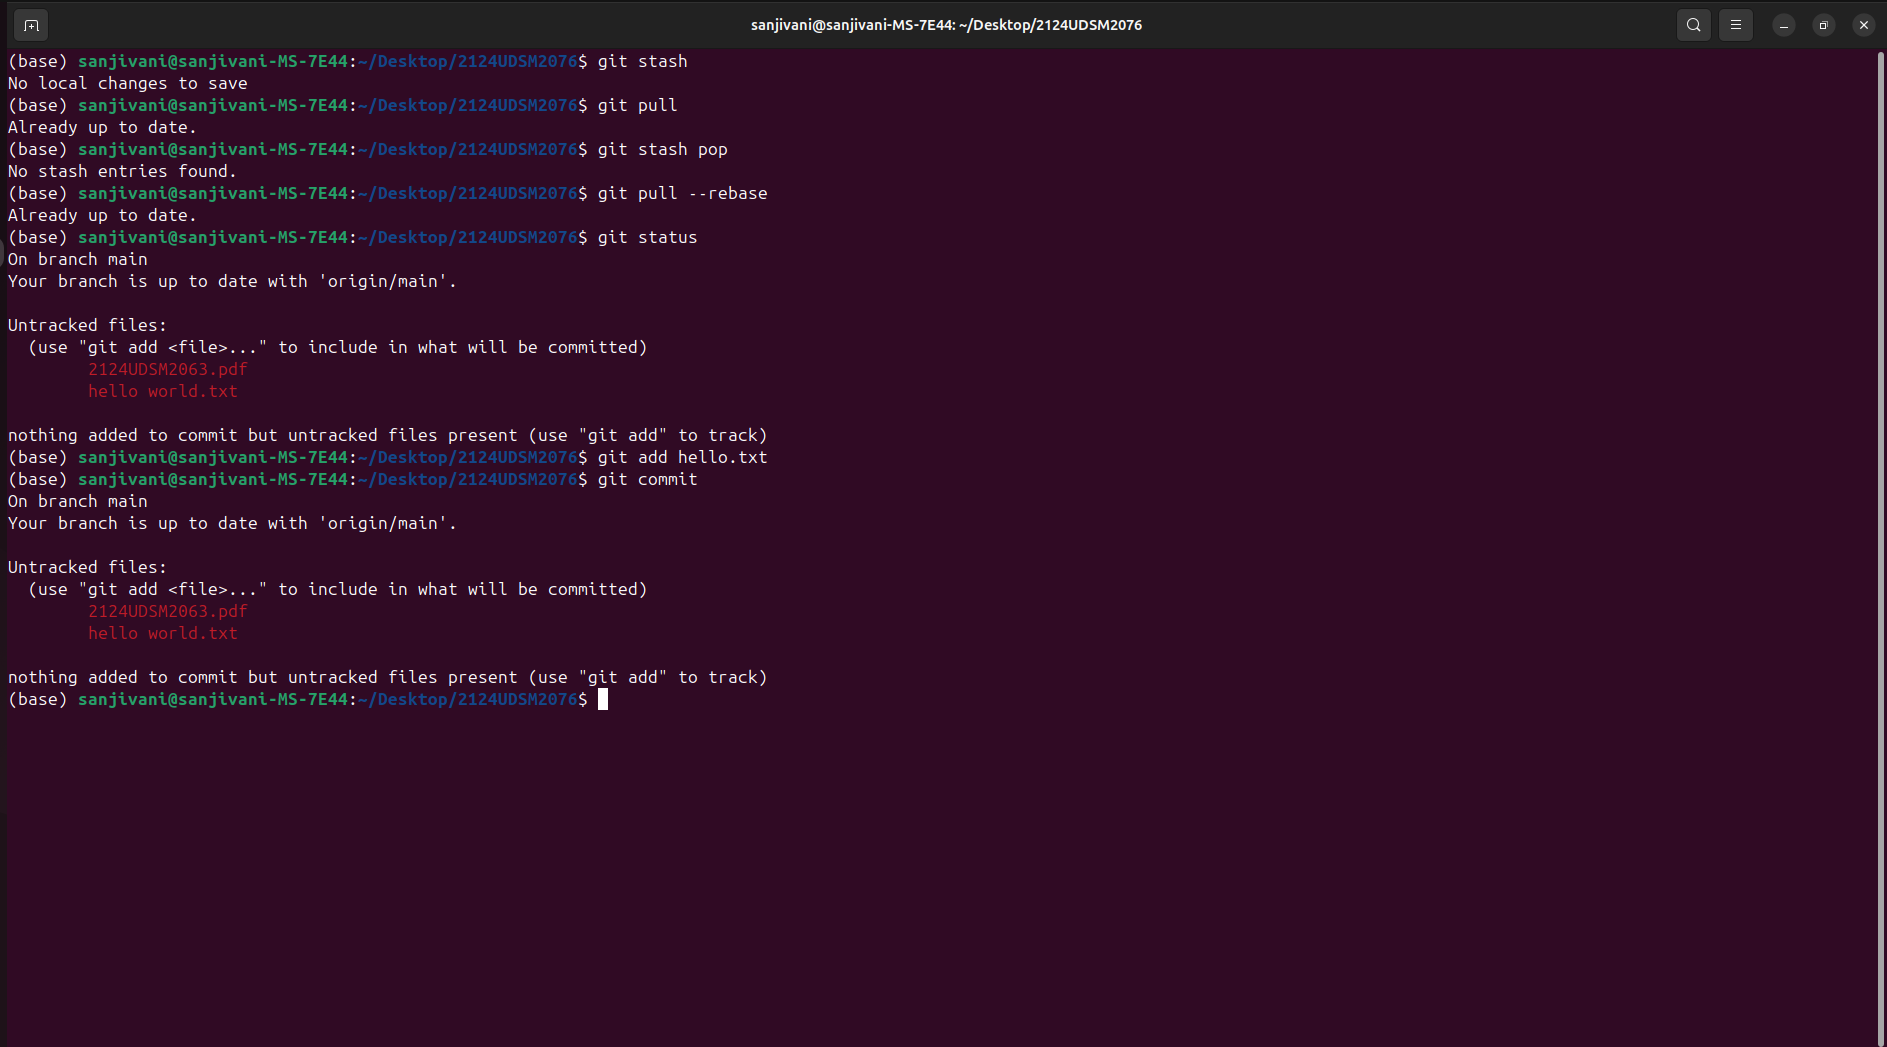 sanjivani@sanjivani-MS-7E44: ~/Desktop/2124UDSM2076
(base) sanjivani@sanjivani-MS-7E44:~/Desktop/2124UDSM2076$ git stash
No local changes to save
(base) sanjivani@sanjivani-MS-7E44:~/Desktop/2124UDSM2076$ git pull
Already up to date.
(base) sanjivani@sanjivani-MS-7E44:~/Desktop/2124UDSM2076$ git stash pop
No stash entries found.
(base) sanjivani@sanjivani-MS-7E44:~/Desktop/2124UDSM2076$ git pull --rebase
Already up to date.
(base) sanjivani@sanjivani-MS-7E44:~/Desktop/2124UDSM2076$ git status
On branch main
Your branch is up to date with 'origin/main'.
Untracked files:
  (use "git add <file>..." to include in what will be committed)
        2124UDSM2063.pdf
        hello world.txt
nothing added to commit but untracked files present (use "git add" to track)
(base) sanjivani@sanjivani-MS-7E44:~/Desktop/2124UDSM2076$ git add hello.txt
(base) sanjivani@sanjivani-MS-7E44:~/Desktop/2124UDSM2076$ git commit
On branch main
Your branch is up to date with 'origin/main'.
Untracked files:
  (use "git add <file>..." to include in what will be committed)
        2124UDSM2063.pdf
        hello world.txt
nothing added to commit but untracked files present (use "git add" to track)
(base) sanjivani@sanjivani-MS-7E44:~/Desktop/2124UDSM2076$